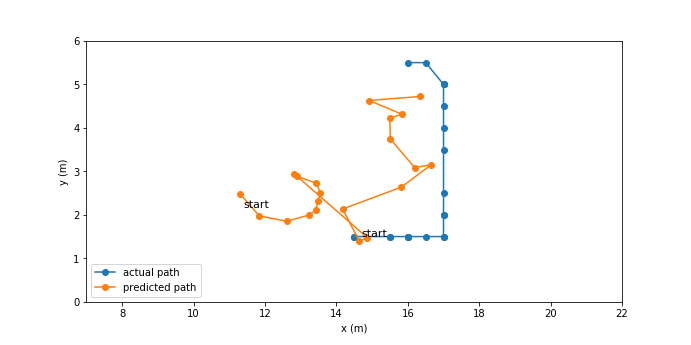 6
5
4
3
2
1
0
y (m)
start
start
actual path
predicted path
8 10 12 14 16 18 20 22
x (m)